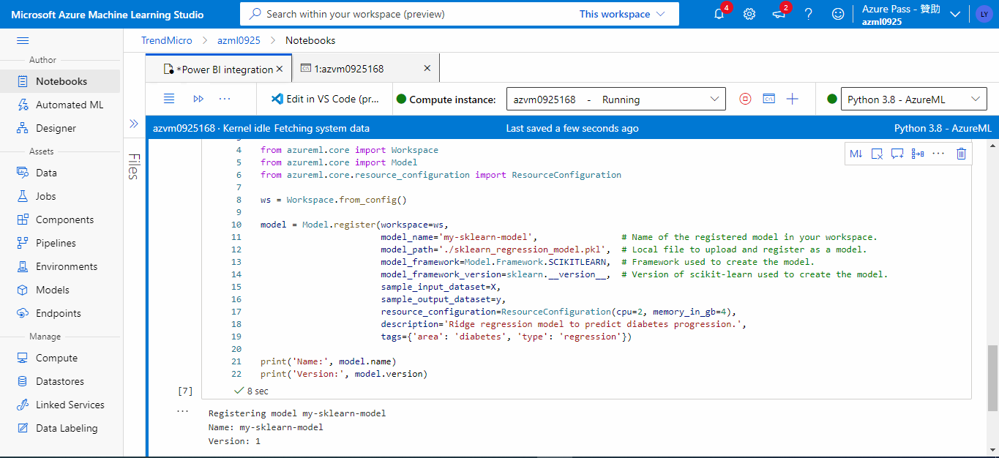 Microsoft Azure Machine Learning Studio
Search within your workspace (preview)
This workspace
4
2
?
Azure Pass - 贊助
azml0925
LY
TrendMicro > azml0925 > Notebooks
Author
Notebooks
Automated ML
Designer
Assets
Data
Jobs
Components
Pipelines
Environments
Models
Endpoints
Manage
Compute
Datastores
Linked Services
Data Labeling
Files
*Power BI integration ×
1:azvm0925168 ×
Edit in VS Code (pr...
Compute instance:
azvm0925168 - Running
Python 3.8 - AzureML
azvm0925168 · Kernel idle Fetching system data
Last saved a few seconds ago
Python 3.8 - AzureML
M↓
4 from azureml.core import Workspace
5 from azureml.core import Model
6 from azureml.core.resource_configuration import ResourceConfiguration
7
8 ws = Workspace.from_config()
9
10 model = Model.register(workspace=ws,
11 model_name='my-sklearn-model', # Name of the registered model in your workspace.
12 model_path='./sklearn_regression_model.pkl', # Local file to upload and register as a model.
13 model_framework=Model.Framework.SCIKITLEARN, # Framework used to create the model.
14 model_framework_version=sklearn.__version__, # Version of scikit-learn used to create the model.
15 sample_input_dataset=X,
16 sample_output_dataset=y,
17 resource_configuration=ResourceConfiguration(cpu=2, memory_in_gb=4),
18 description='Ridge regression model to predict diabetes progression.',
19 tags={'area': 'diabetes', 'type': 'regression'})
20
21 print('Name:', model.name)
22 print('Version:', model.version)
[7]
8 sec
Registering model my-sklearn-model
Name: my-sklearn-model
Version: 1